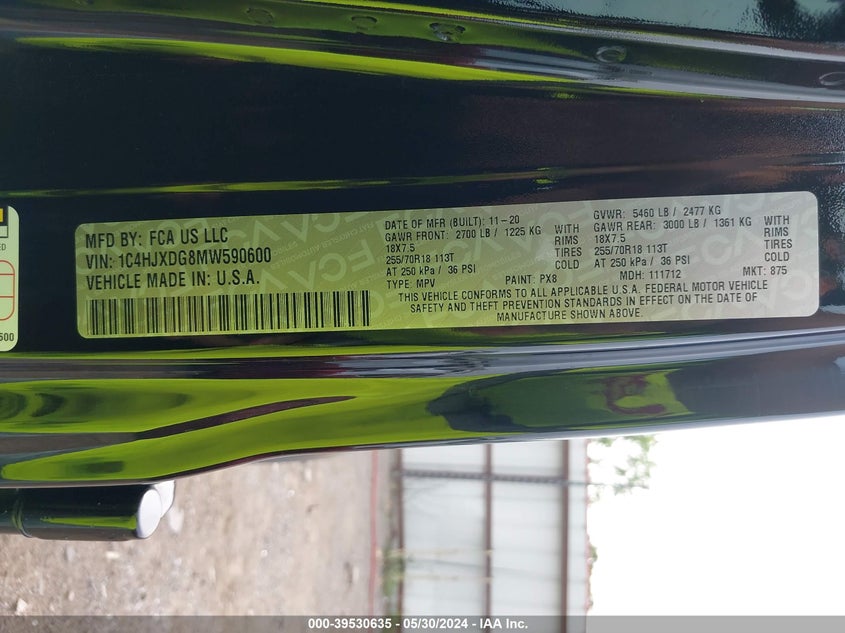 MFD BY: FCA US LLC
VIN: 1C4HJXDG8MW590600
VEHICLE MADE IN U.S.A.
DATE OF MFR (BUILT): 11-20
GAWR FRONT: 2700 LB / 1225 KG WITH
18X7.5 RIMS
255/70R18 113T TIRES
AT 250 kPa / 36 PSI COLD
TYPE: MPV PAINT: PX8
GVWR: 5460 LB / 2477 KG
GAWR REAR: 3000 LB / 1361 KG WITH
18X7.5 RIMS
255/70R18 113T TIRES
AT 250 kPa / 36 PSI COLD
MDH: 111712 MKT: 875
THIS VEHICLE CONFORMS TO ALL APPLICABLE U.S.A. FEDERAL MOTOR VEHICLE
SAFETY AND THEFT PREVENTION STANDARDS IN EFFECT ON THE DATE OF
MANUFACTURE SHOWN ABOVE.
000-39530635 - 05/30/2024 - IAA Inc.